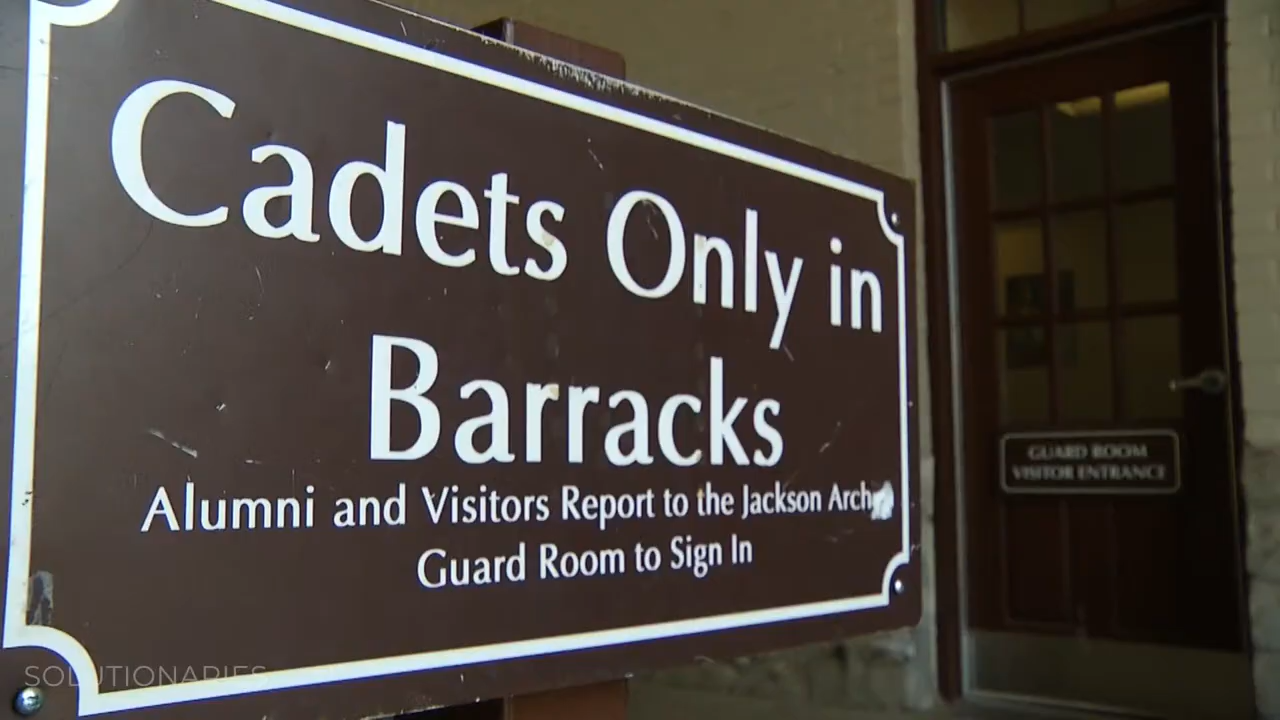 Cadets Only in
Barracks
Alumni and Visitors Report to the Jackson Arch
Guard Room to Sign In
GUARD ROOM
VISITOR ENTRANCE
SOLUTIONARIES